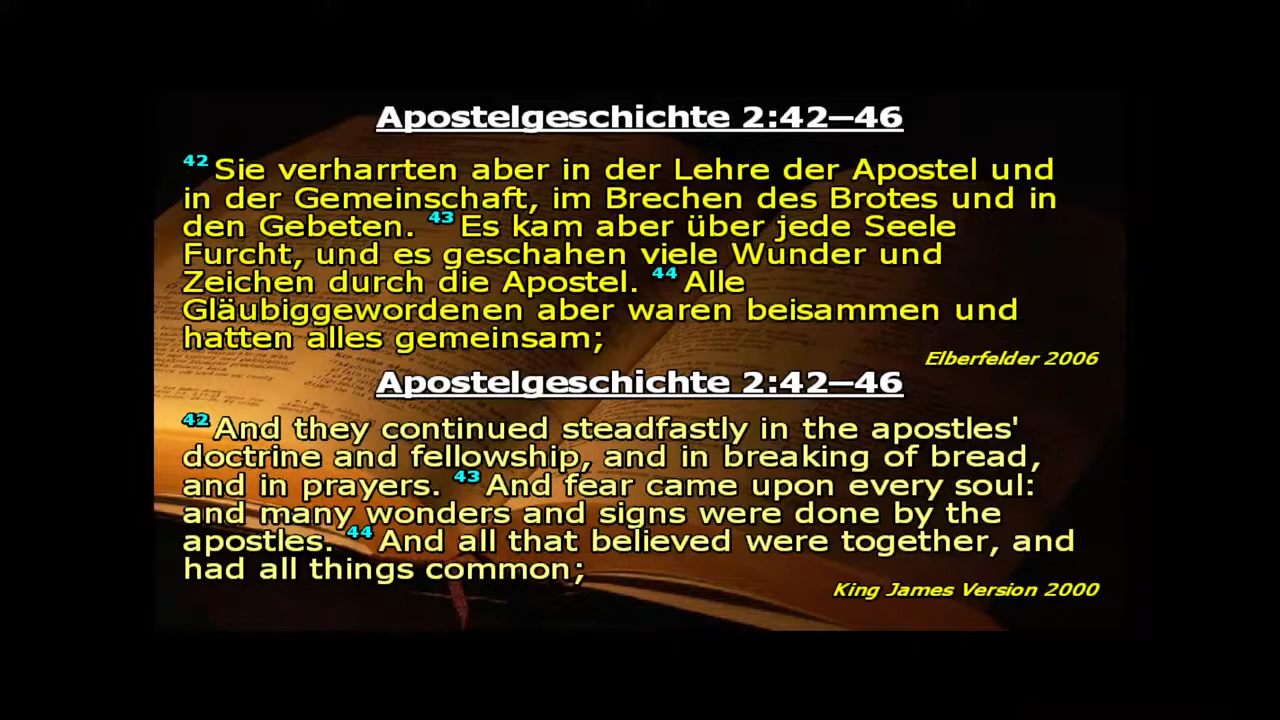 Apostelgeschichte 2:42–46
42 Sie verharrten aber in der Lehre der Apostel und
in der Gemeinschaft, im Brechen des Brotes und in
den Gebeten. 43 Es kam aber über jede Seele
Furcht, und es geschahen viele Wunder und
Zeichen durch die Apostel. 44 Alle
Gläubiggewordenen aber waren beisammen und
hatten alles gemeinsam;
Elberfelder 2006
Apostelgeschichte 2:42–46
42 And they continued steadfastly in the apostles'
doctrine and fellowship, and in breaking of bread,
and in prayers. 43 And fear came upon every soul:
and many wonders and signs were done by the
apostles. 44 And all that believed were together, and
had all things common;
King James Version 2000